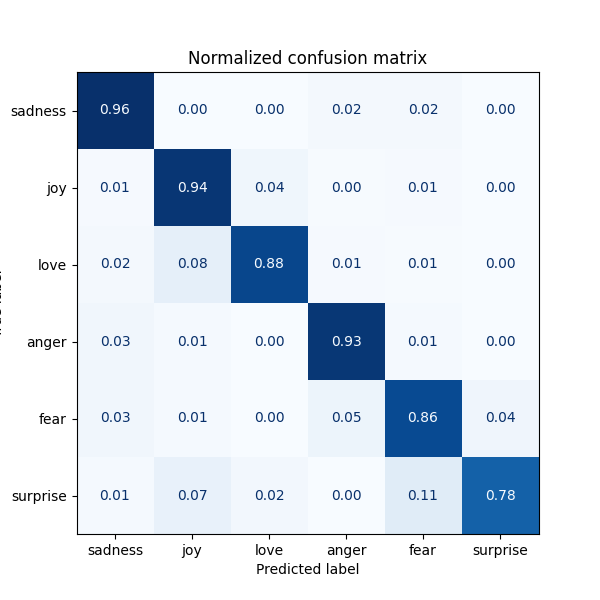 Normalized confusion matrix
sadness 0.96 0.00 0.00 0.02 0.02 0.00
joy 0.01 0.94 0.04 0.00 0.01 0.00
love 0.02 0.08 0.88 0.01 0.01 0.00
anger 0.03 0.01 0.00 0.93 0.01 0.00
fear 0.03 0.01 0.00 0.05 0.86 0.04
surprise 0.01 0.07 0.02 0.00 0.11 0.78
sadness joy love anger fear surprise
Predicted label